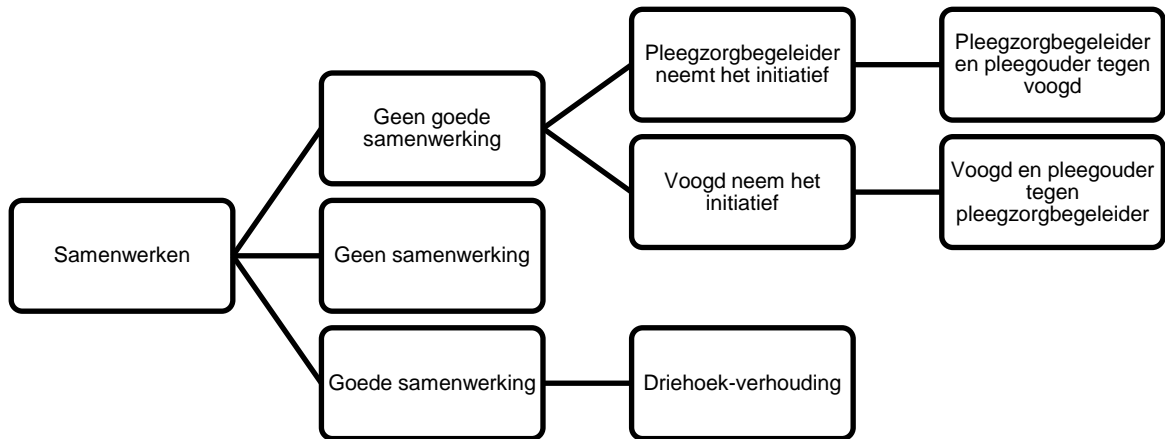 Pleegzorgbegeleider
neemt het initiatief
Pleegzorgbegeleider
en pleegouder tegen
voogd
Geen goede
samenwerking
Voogd neem het
initiatief
Voogd en pleegouder
tegen
pleegzorgbegeleider
Samenwerken
Geen samenwerking
Goede samenwerking
Driehoek-verhouding